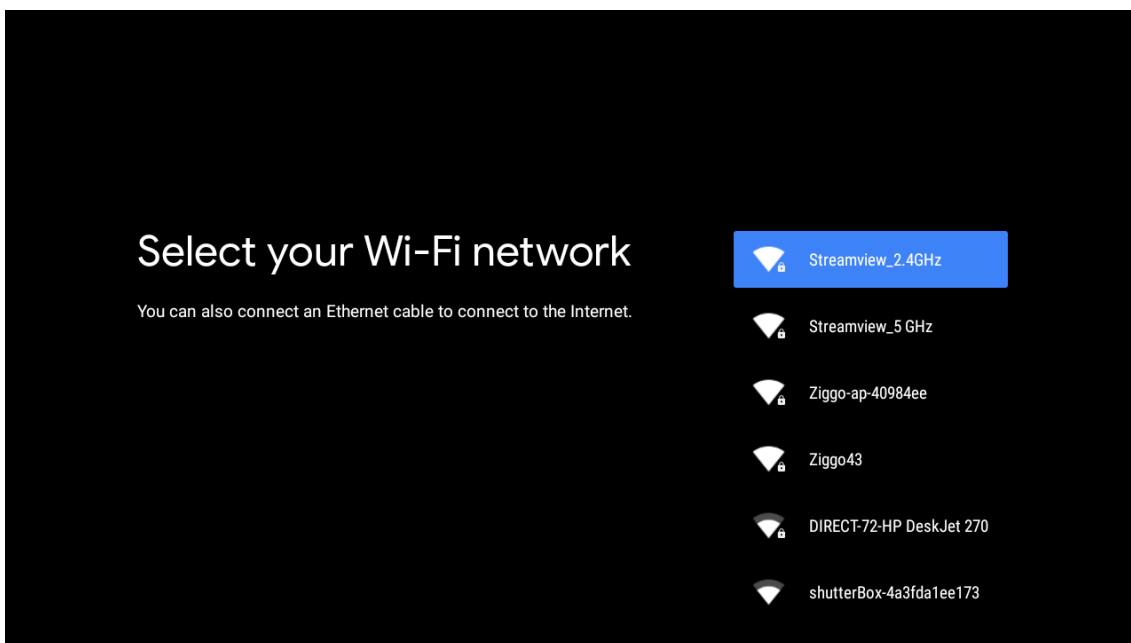 Select your Wi-Fi network
You can also connect an Ethernet cable to connect to the Internet.
Streamview_2.4GHz
Streamview_5 GHz
Ziggo-ap-40984ee
Ziggo43
DIRECT-72-HP DeskJet 270
shutterBox-4a3fda1ee173